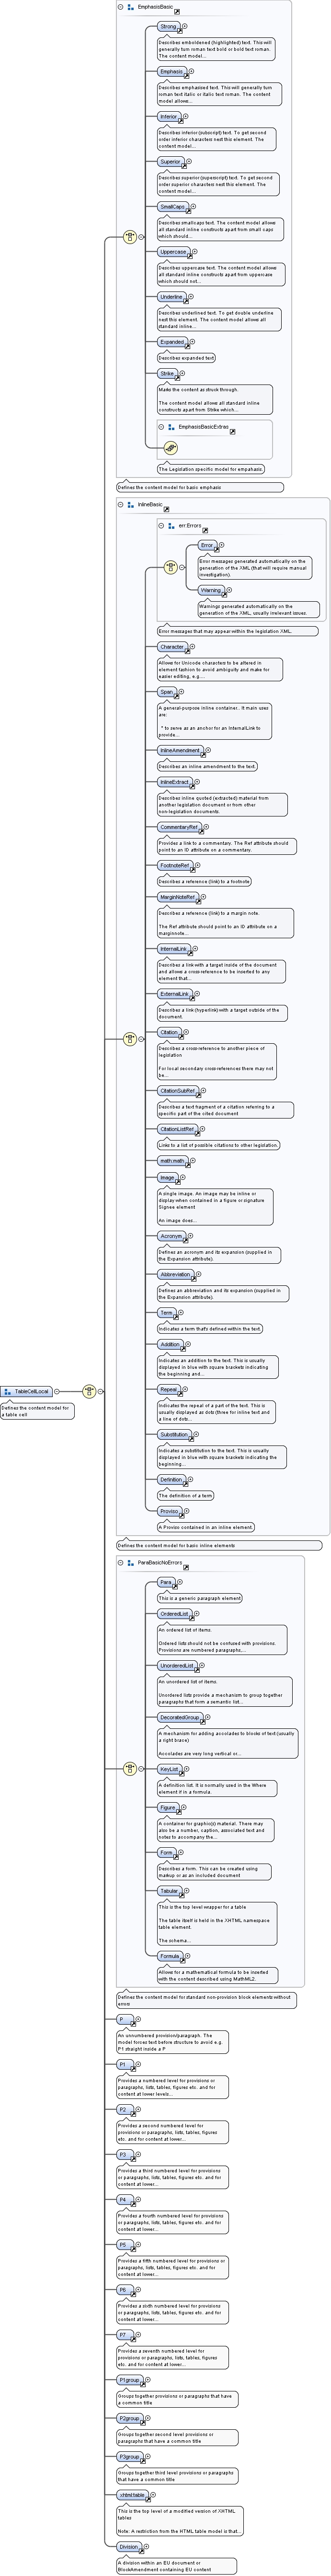 EmphasisBasic
Strong
Describes emboldened (highlighted) text. This will
generally turn roman text bold or bold text roman.
The content model...
Emphasis
Describes emphasised text. This will generally turn
roman text italic or italic text roman. The content
model allows...
Inferior
Describes inferior (subscript) text. To get second
order inferior characters nest this element. The
content model...
Superior
Describes superior (superscript) text. To get second
order superior characters nest this element. The
content model...
SmallCaps
Describes smallcaps text. The content model allows
all standard inline constructs apart from small caps
which should...
Uppercase
Describes uppercase text. The content model allows
all standard inline constructs apart from uppercase
which should not...
Underline
Describes underlined text. To get double underline
nest this element. The content model allows all
standard inline...
Expanded
Describes expanded text
Strike
Marks the content as struck through.
The content model allows all standard inline
constructs apart from Strike which...
EmphasisBasicExtras
The Legislation specific model for empahasis
Defines the content model for basic emphasis
InlineBasic
err:Errors
Error
Error messages generated automatically on the
generation of the XML (that will require manual
investigation).
Warning
Warnings generated automatically on the
generation of the XML, usually irrelevant issues.
Error messages that may appear within the legislation XML.
Character
Allows for Unicode characters to be altered in
element fashion to avoid ambiguity and make for
easier editing, e.g....
Span
A general-purpose inline container.. It main uses
are:
* to serve as an anchor for an InternalLink to
provide...
InlineAmendment
Describes an inline amendment to the text.
InlineExtract
Describes inline quoted (extracted) material from
another legislation document or from other
non-legislation documents.
CommentaryRef
Provides a link to a commentary. The Ref attribute should
point to an ID attribute on a commentary.
FootnoteRef
Describes a reference (link) to a footnote
MarginNoteRef
Describes a reference (link) to a margin note.
The Ref attribute should point to an ID attribute on a
marginnote...
InternalLink
Describes a link with a target inside of the document
and allows a cross-reference to be inserted to any
element that...
ExternalLink
Describes a link (hyperlink) with a target outside of the
document.
Citation
Describes a cross-reference to another piece of
legislation
For local secondary cross-references there may not
be...
CitationSubRef
Describes a text fragment of a citation refering to a
specific part of the cited document
CitationListRef
Links to a list of possible citations to other legislation.
math:math
Image
A single image. An image may be inline or
display when contained in a figure or signature
Signee element
An image does...
Acronym
Defines an acronym and its expansion (supplied in
the Expansion attribute).
Abbreviation
Defines an abbreviation and its expansion (supplied in
the Expansion attribute).
Term
Indicates a term that's defined within the text.
Addition
Indicates an addition to the text. This is usually
displayed in blue with square brackets indicating
the beginning and...
Repeal
Indicates the repeal of a part of the text. This is
usually displayed as dots (three for inline text and
a line of dots...
Substitution
Indicates a substitution to the text. This is usually
displayed in blue with square brackets indicating the
beginning...
Definition
The definition of a term
Proviso
A Proviso contained in an inline element.
Defines the content model for basic inline elements
TableCellLocal
Defines the content model for
a table cell
ParaBasicNoErrors
Para
This is a generic paragraph element
OrderedList
An ordered list of items.
Ordered lists should not be confused with provisions.
Provisions are numbered paragraphs,...
UnorderedList
An unordered list of items.
Unordered lists provide a mechanism to group together
paragraphs that form a semantic list...
DecoratedGroup
A mechanism for adding accolades to blocks of text (usually
a right brace)
Accolades are very long vertical or...
KeyList
A definition list. It is normally used in the Where
element if in a formula.
Figure
A container for graphic(s) material. There may
also be a number, caption, associated text and
notes to accompany the...
Form
Describes a form. This can be created using
markup or as an included document
Tabular
This is the top level wrapper for a table
The table itself is held in the XHTML namespace
table element.
The schema...
Formula
Allows for a mathematical formula to be inserted
with the content described using MathML2.
Defines the content model for standard non-provision block elements without
errors
P
An unnumbered provision/paragraph. The
model forces text before structure to avoid e.g.
P1 straight inside a P
P1
Provides a numbered level for provisions or
paragraphs, lists, tables, figures etc. and for
content at lower levels...
P2
Provides a second numbered level for
provisions or paragraphs, lists, tables, figures
etc. and for content at lower...
P3
Provides a third numbered level for provisions
or paragraphs, lists, tables, figures etc. and for
content at lower...
P4
Provides a fourth numbered level for provisions
or paragraphs, lists, tables, figures etc. and for
content at lower...
P5
Provides a fifth numbered level for provisions or
paragraphs, lists, tables, figures etc. and for
content at lower...
P6
Provides a sixth numbered level for provisions
or paragraphs, lists, tables, figures etc. and for
content at lower...
P7
Provides a seventh numbered level for
provisions or paragraphs, lists, tables, figures
etc. and for content at lower...
P1group
Groups together provisions or paragraphs that have
a common title
P2group
Groups together second level provisions or
paragraphs that have a common title
P3group
Groups together third level provisions or paragraphs
that have a common title
xhtml:table
This is the top level of a modified version of XHTML
tables
Note: A restriction from the HTML table model is that...
Division
A division within an EU document or
BlockAmendment containing EU content